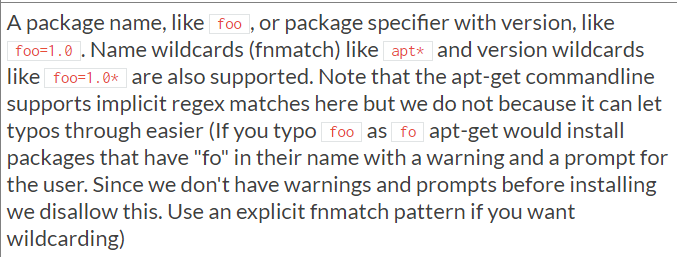 A package name, like foo , or package specifier with version, like
foo=1.0 . Name wildcards (fnmatch) like apt* and version wildcards
like foo=1.0* are also supported. Note that the apt-get commandline
supports implicit regex matches here but we do not because it can let
typos through easier (If you typo foo as fo apt-get would install
packages that have "fo" in their name with a warning and a prompt for
the user. Since we don't have warnings and prompts before installing
we disallow this. Use an explicit fnmatch pattern if you want
wildcarding)